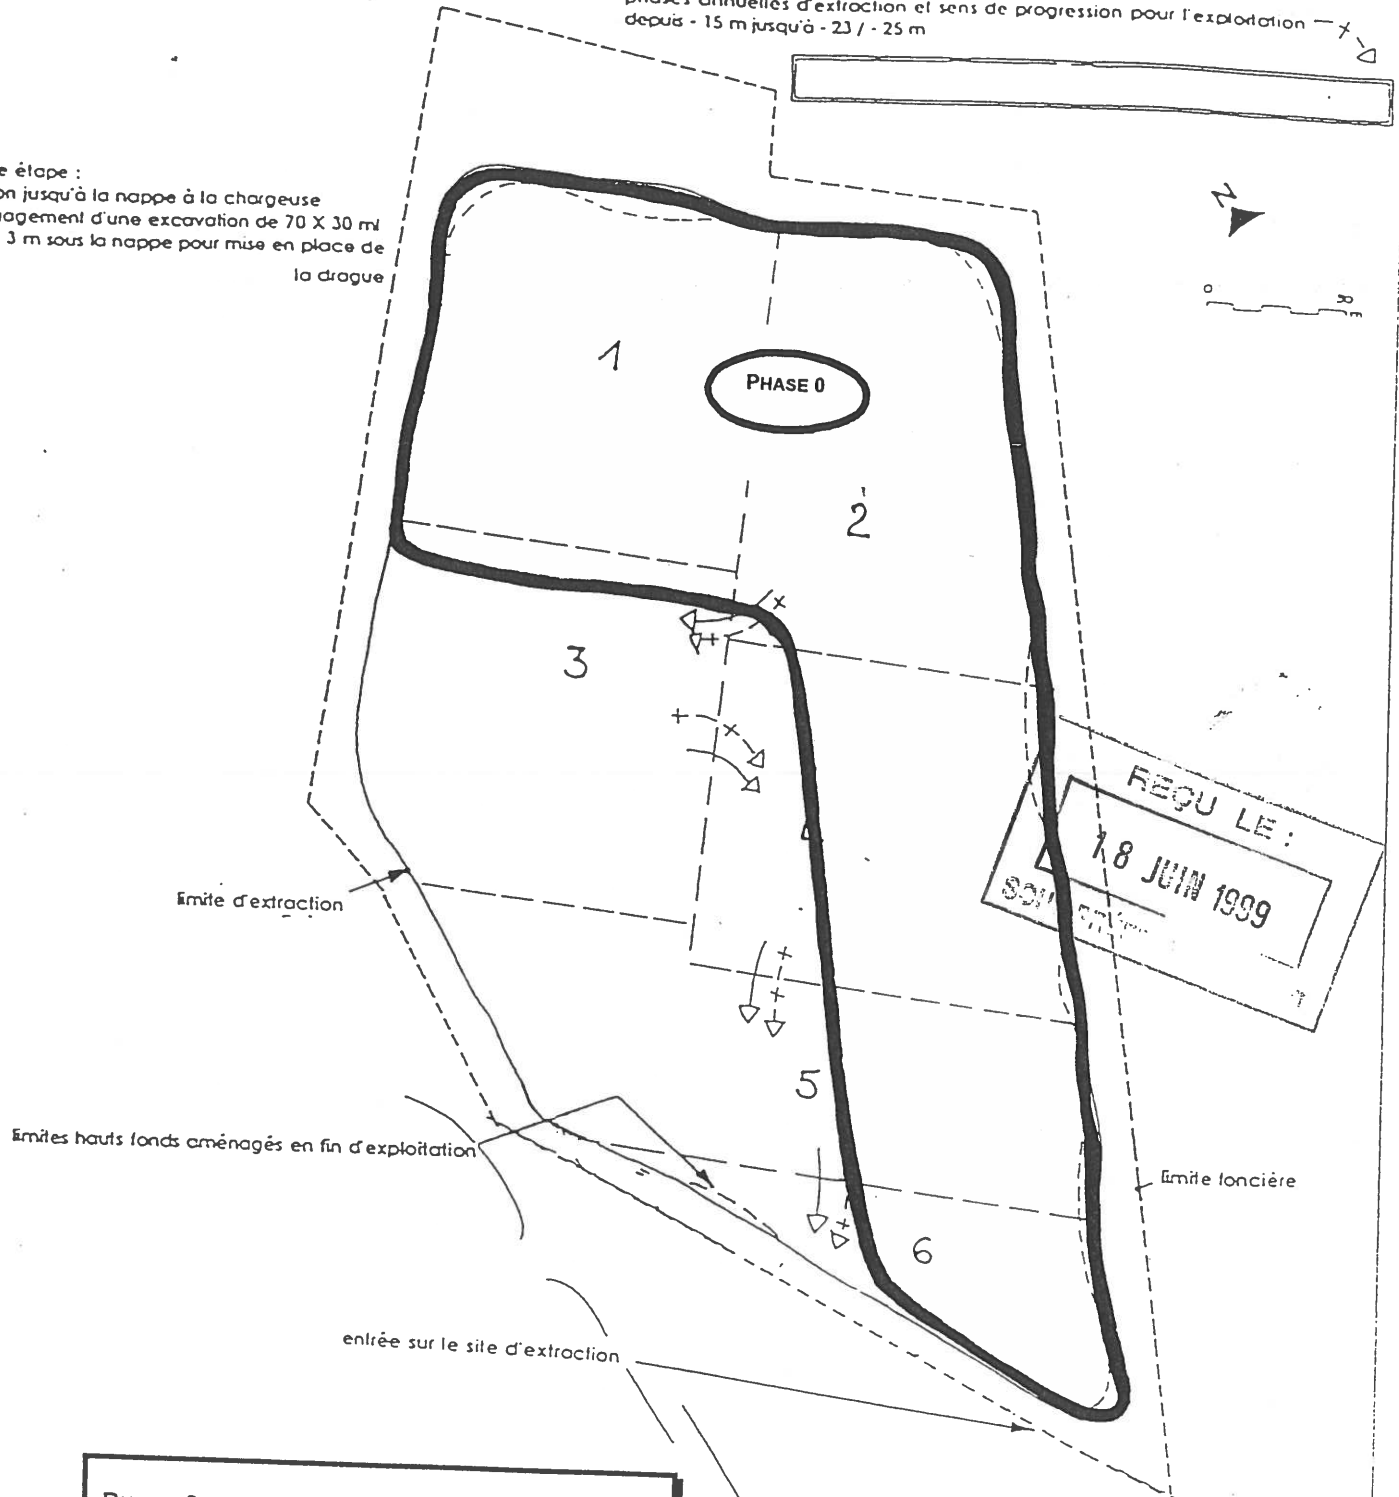 phases annuelles d'extraction et sens de progression pour l'exploitation
depuis - 15 m jusqu'à - 23 / - 25 m
e étape :
on jusqu'à la nappe à la chargeuse
agement d'une excavation de 70 X 30 ml
3 m sous la nappe pour mise en place de
la drague
N
0 50
m
1
PHASE 0
2
3
REÇU LE :
18 JUIN 1999
limite d'extraction
5
limites hauts fonds aménagés en fin d'exploitation
limite foncière
6
entrée sur le site d'extraction